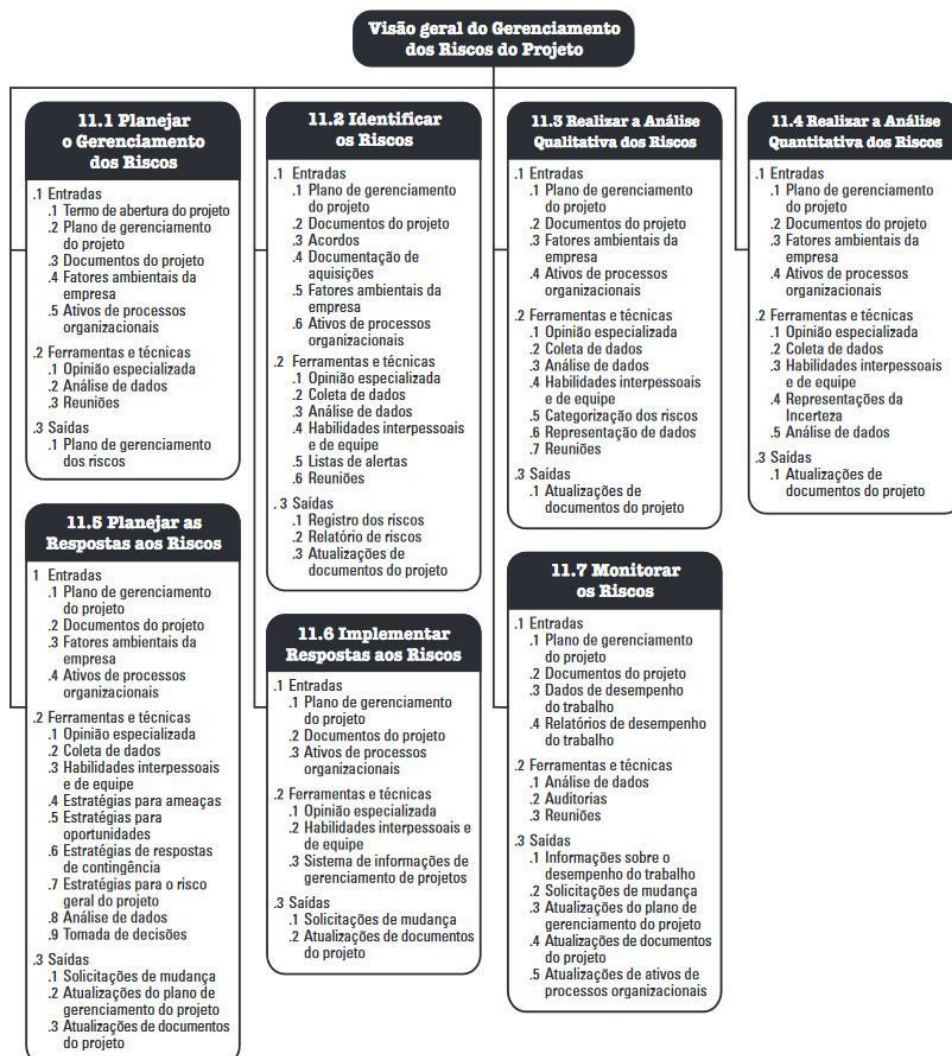 Visão geral do Gerenciamento
dos Riscos do Projeto
11.1 Planejar
o Gerenciamento
dos Riscos
.1 Entradas
.1 Termo de abertura do projeto
.2 Plano de gerenciamento
do projeto
.3 Documentos do projeto
.4 Fatores ambientais da
empresa
.5 Ativos de processos
organizacionais
.2 Ferramentas e técnicas
.1 Opinião especializada
.2 Análise de dados
.3 Reuniões
.3 Saídas
.1 Plano de gerenciamento
dos riscos
11.2 Identificar
os Riscos
.1 Entradas
.1 Plano de gerenciamento
do projeto
.2 Documentos do projeto
.3 Acordos
.4 Documentação de
aquisições
.5 Fatores ambientais da
empresa
.6 Ativos de processos
organizacionais
.2 Ferramentas e técnicas
.1 Opinião especializada
.2 Coleta de dados
.3 Análise de dados
.4 Habilidades interpessoais
e de equipe
.5 Listas de alertas
.6 Reuniões
. 3 Saídas
.1 Registro dos riscos
.2 Relatório de riscos
.3 Atualizações de
documentos do projeto
11.3 Realizar a Análise
Qualitativa dos Riscos
.1 Entradas
.1 Plano de gerenciamento
do projeto
.2 Documentos do projeto
.3 Fatores ambientais da
empresa
.4 Ativos de processos
organizacionais
.2 Ferramentas e técnicas
.1 Opinião especializada
.2 Coleta de dados
.3 Análise de dados
.4 Habilidades interpessoais
e de equipe
.5 Categorização dos riscos
.6 Representação de dados
.7 Reuniões
.3 Saídas
.1 Atualizações de
documentos do projeto
11.4 Realizar a Análise
Quantitativa dos Riscos
.1 Entradas
.1 Plano de gerenciamento
do projeto
.2 Documentos do projeto
.3 Fatores ambientais da
empresa
.4 Ativos de processos
organizacionais
.2 Ferramentas e técnicas
.1 Opinião especializada
.2 Coleta de dados
.3 Habilidades interpessoais
e de equipe
.4 Representações da
Incerteza
.5 Análise de dados
.3 Saídas
.1 Atualizações de
documentos do projeto
11.5 Planejar as
Respostas aos Riscos
1 Entradas
.1 Plano de gerenciamento
do projeto
.2 Documentos do projeto
.3 Fatores ambientais da
empresa
.4 Ativos de processos
organizacionais
.2 Ferramentas e técnicas
.1 Opinião especializada
.2 Coleta de dados
.3 Habilidades interpessoais
e de equipe
.4 Estratégias para ameaças
.5 Estratégias para
oportunidades
.6 Estratégias de respostas
de contingência
.7 Estratégias para o risco
geral do projeto
.8 Análise de dados
.9 Tomada de decisões
.3 Saídas
.1 Solicitações de mudança
.2 Atualizações do plano de
gerenciamento do projeto
.3 Atualizações de documentos
do projeto
11.6 Implementar
Respostas aos Riscos
.1 Entradas
.1 Plano de gerenciamento
do projeto
.2 Documentos do projeto
.3 Ativos de processos
organizacionais
.2 Ferramentas e técnicas
.1 Opinião especializada
.2 Habilidades interpessoais e
de equipe
.3 Sistema de informações de
gerenciamento de projetos
.3 Saídas
.1 Solicitações de mudança
.2 Atualizações de documentos
do projeto
11.7 Monitorar
os Riscos
.1 Entradas
.1 Plano de gerenciamento
do projeto
.2 Documentos do projeto
.3 Dados de desempenho
do trabalho
.4 Relatórios de desempenho
do trabalho
.2 Ferramentas e técnicas
.1 Análise de dados
.2 Auditorias
.3 Reuniões
.3 Saídas
.1 Informações sobre o
desempenho do trabalho
.2 Solicitações de mudança
.3 Atualizações do plano de
gerenciamento do projeto
.4 Atualizações de documentos
do projeto
.5 Atualizações de ativos de
processos organizacionais